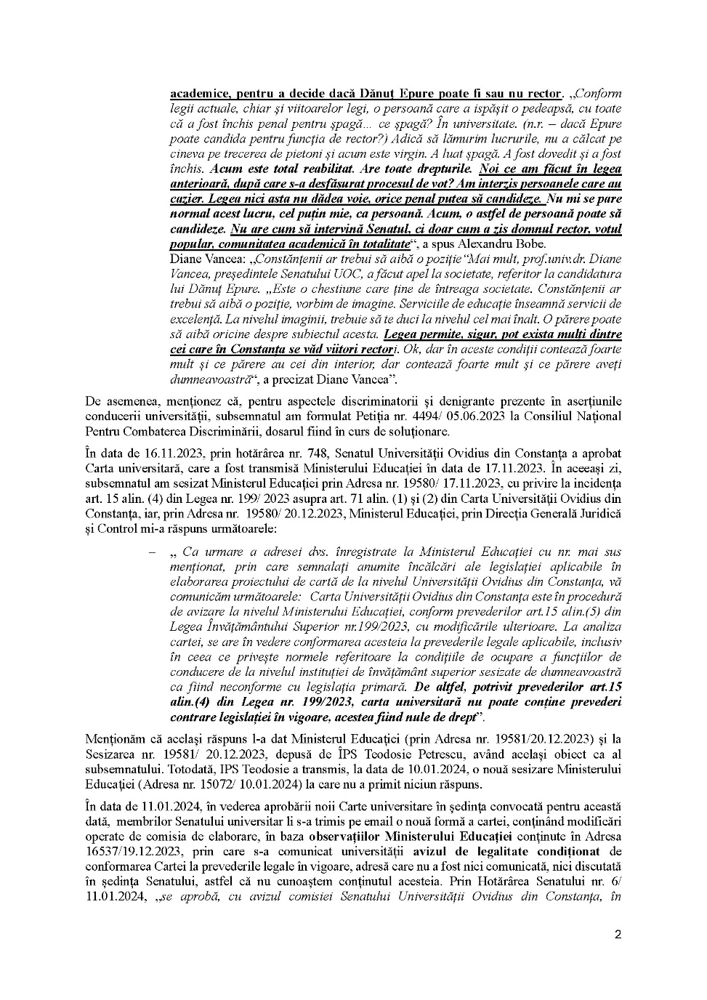 academice, pentru a decide dacă Dănuț Epure poate fi sau nu rector. „Conform
legii actuale, chiar și viitoarelor legi, o persoană care a ispășit o pedeapsă, cu toate
că a fost închis penal pentru șpagă... ce șpagă? În universitate. (n.r. – dacă Epure
poate candida pentru funcția de rector?) Adică să lămurim lucrurile, nu a călcat pe
cineva pe trecerea de pietoni și acum este virgin. A luat șpagă. A fost dovedit și a fost
închis. Acum este total reabilitat. Are toate drepturile. Noi ce am făcut în legea
anterioară, după care s-a desfăsurat procesul de vot? Am interzis persoanele care au
cazier. Legea nici asta nu dădea voie, orice penal putea să candideze. Nu mi se pare
normal acest lucru, cel puțin mie, ca persoană. Acum, o astfel de persoană poate să
candideze. Nu are cum să intervină Senatul, ci doar cum a zis domnul rector, votul
popular, comunitatea academică în totalitate“, a spus Alexandru Bobe.
Diane Vancea: „Constănțenii ar trebui să aibă o poziție“Mai mult, prof.univ.dr. Diane
Vancea, președintele Senatului UOC, a făcut apel la societate, referitor la candidatura
lui Dănuț Epure. „Este o chestiune care ține de întreaga societate. Constănțenii ar
trebui să aibă o poziție, vorbim de imagine. Serviciile de educație înseamnă servicii de
excelență. La nivelul imaginii, trebuie să te duci la nivelul cel mai înalt. O părere poate
să aibă oricine despre subiectul acesta. Legea permite, sigur, pot exista mulți dintre
cei care în Constanța se văd viitori rectori. Ok, dar în aceste condiții contează foarte
mult și ce părere au cei din interior, dar contează foarte mult și ce părere aveți
dumneavoastră“, a precizat Diane Vancea”.
De asemenea, menționez că, pentru aspectele discriminatorii și denigrante prezente în aserțiunile
conducerii universității, subsemnatul am formulat Petiția nr. 4494/ 05.06.2023 la Consiliul Național
Pentru Combaterea Discriminării, dosarul fiind în curs de soluționare.
În data de 16.11.2023, prin hotărârea nr. 748, Senatul Universității Ovidius din Constanța a aprobat
Carta universitară, care a fost transmisă Ministerului Educației în data de 17.11.2023. În aceeași zi,
subsemnatul am sesizat Ministerul Educației prin Adresa nr. 19580/ 17.11.2023, cu privire la incidența
art. 15 alin. (4) din Legea nr. 199/ 2023 asupra art. 71 alin. (1) și (2) din Carta Universității Ovidius din
Constanța, iar, prin Adresa nr. 19580/ 20.12.2023, Ministerul Educației, prin Direcția Generală Juridică
și Control mi-a răspuns următoarele:
– „ Ca urmare a adresei dvs. înregistrate la Ministerul Educației cu nr. mai sus
menționat, prin care semnalați anumite încălcări ale legislației aplicabile în
elaborarea proiectului de cartă de la nivelul Universității Ovidius din Constanța, vă
comunicăm următoarele: Carta Universității Ovidius din Constanța este în procedură
de avizare la nivelul Ministerului Educației, conform prevederilor art.15 alin.(5) din
Legea Învățământului Superior nr.199/2023, cu modificările ulterioare. La analiza
cartei, se are în vedere conformarea acesteia la prevederile legale aplicabile, inclusiv
în ceea ce privește normele referitoare la condițiile de ocupare a funcțiilor de
conducere de la nivelul instituției de învățământ superior sesizate de dumneavoastră
ca fiind neconforme cu legislația primară. De altfel, potrivit prevederilor art.15
alin.(4) din Legea nr. 199/2023, carta universitară nu poate conține prevederi
contrare legislației în vigoare, acestea fiind nule de drept”.
Menționăm că același răspuns l-a dat Ministerul Educației (prin Adresa nr. 19581/20.12.2023) și la
Sesizarea nr. 19581/ 20.12.2023, depusă de ÎPS Teodosie Petrescu, având același obiect ca al
subsemnatului. Totodată, IPS Teodosie a transmis, la data de 10.01.2024, o nouă sesizare Ministerului
Educației (Adresa nr. 15072/ 10.01.2024) la care nu a primit niciun răspuns.
În data de 11.01.2024, în vederea aprobării noii Carte universitare în ședința convocată pentru această
dată, membrilor Senatului universitar li s-a trimis pe email o nouă formă a cartei, conținând modificări
operate de comisia de elaborare, în baza observațiilor Ministerului Educației conținute în Adresa
16537/19.12.2023, prin care s-a comunicat universității avizul de legalitate condiționat de
conformarea Cartei la prevederile legale în vigoare, adresă care nu a fost nici comunicată, nici discutată
în ședința Senatului, astfel că nu cunoaștem conținutul acesteia. Prin Hotărârea Senatului nr. 6/
11.01.2024, „se aprobă, cu avizul comisiei Senatului Universității Ovidius din Constanța, în
2